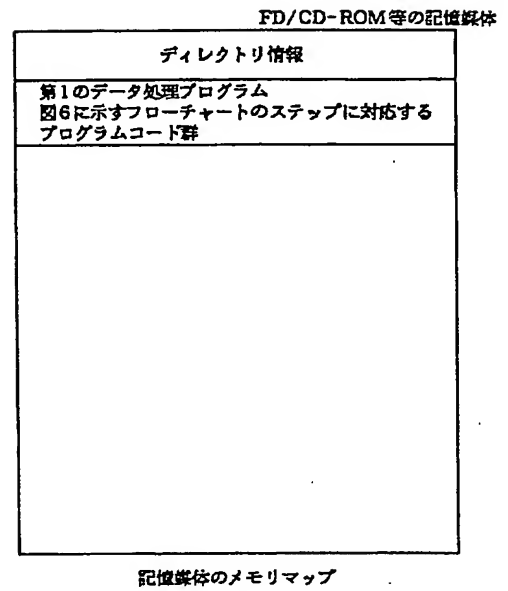 FD/CD-ROM等の記憶媒体
ディレクトリ情報
第1のデータ処理プログラム
図6に示すフローチャートのステップに対応する
プログラムコード群
記憶媒体のメモリマップ